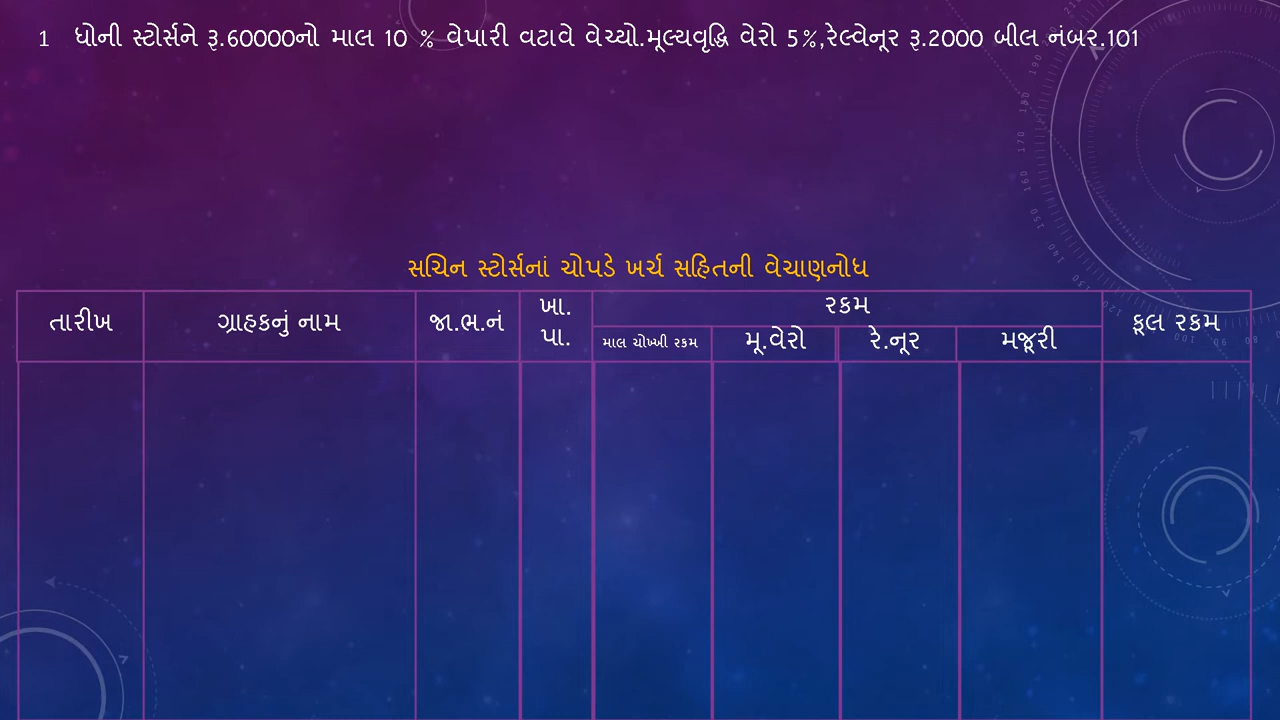 1 ધોની સ્ટોર્સને રૂ.60000નો માલ 10 % વેપારી વટાવે વેચ્યો.મૂલ્યવૃદ્ધિ વેરો 5%,રેલ્વેનૂર રૂ.2000 બીલ નંબર.101
સચિન સ્ટોર્સનાં ચોપડે ખર્ચ સહિતની વેચાણનોધ
તારીખ
ગ્રાહકનું નામ
જા.ભ.નં
ખા.
પા.
રકમ
માલ ચોખ્ખી રકમ
મૂ.વેરો
રે.નૂર
મજૂરી
કૂલ રકમ